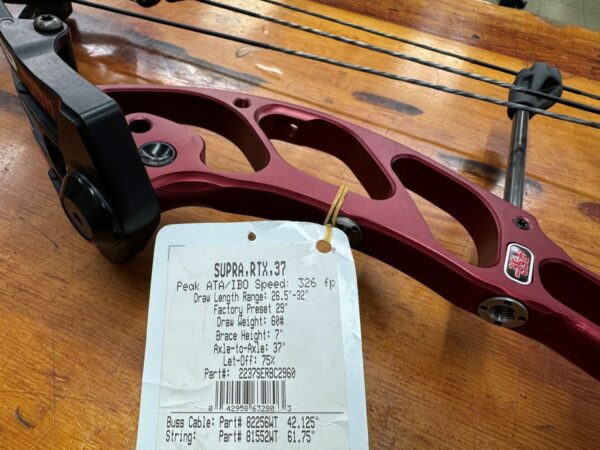 SUPRA,RTX,37
Peak ATA/IBO Speed: 326 fp
Draw Length Range: 26.5"-32"
Factory Preset 29"
Draw Weight: 60#
Brace Height: 7"
Axle-to-Axle: 37"
Let-Off: 75%
Part#: 2237SERBC2960
0 42958 63280 3
Buss Cable: Part# 82256WT 42.125"
String: Part# 81552WT 61.75"